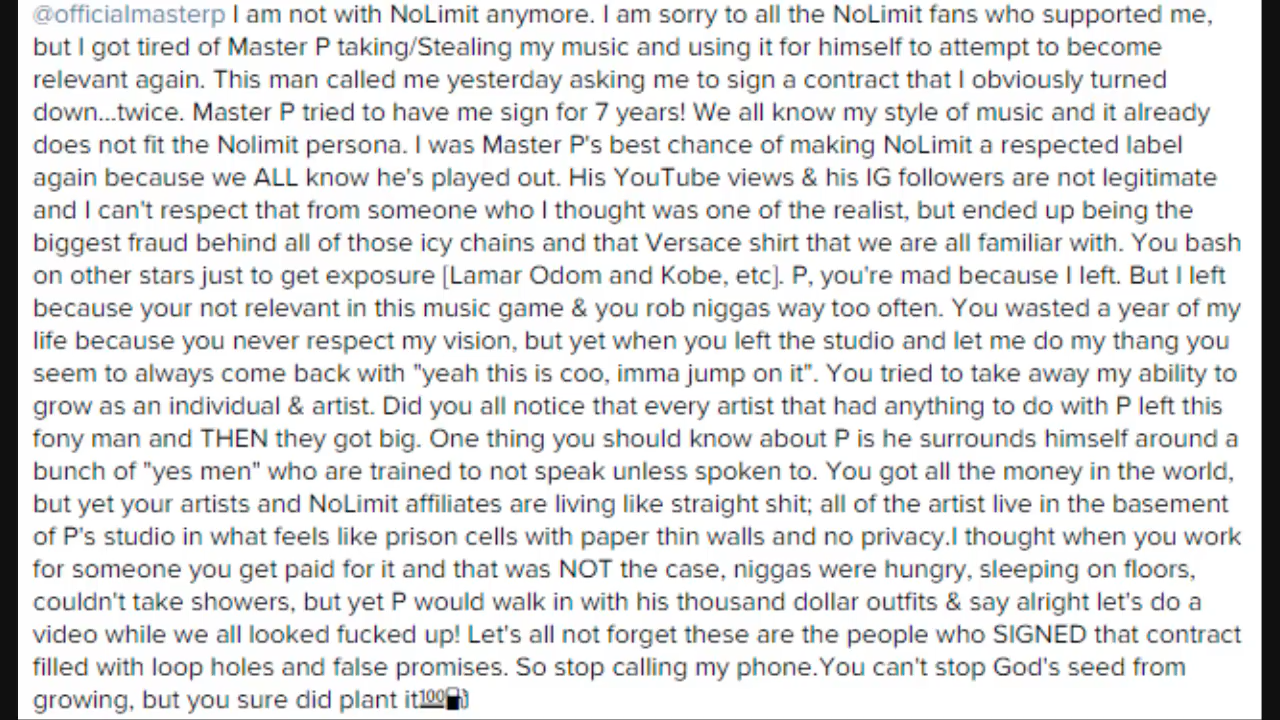 @officialmasterp I am not with NoLimit anymore. I am sorry to all the NoLimit fans who supported me,
but I got tired of Master P taking/Stealing my music and using it for himself to attempt to become
relevant again. This man called me yesterday asking me to sign a contract that I obviously turned
down...twice. Master P tried to have me sign for 7 years! We all know my style of music and it already
does not fit the Nolimit persona. I was Master P's best chance of making NoLimit a respected label
again because we ALL know he's played out. His YouTube views & his IG followers are not legitimate
and I can't respect that from someone who I thought was one of the realist, but ended up being the
biggest fraud behind all of those icy chains and that Versace shirt that we are all familiar with. You bash
on other stars just to get exposure [Lamar Odom and Kobe, etc]. P, you're mad because I left. But I left
because your not relevant in this music game & you rob niggas way too often. You wasted a year of my
life because you never respect my vision, but yet when you left the studio and let me do my thang you
seem to always come back with "yeah this is coo, imma jump on it". You tried to take away my ability to
grow as an individual & artist. Did you all notice that every artist that had anything to do with P left this
fony man and THEN they got big. One thing you should know about P is he surrounds himself around a
bunch of "yes men" who are trained to not speak unless spoken to. You got all the money in the world,
but yet your artists and NoLimit affiliates are living like straight shit; all of the artist live in the basement
of P's studio in what feels like prison cells with paper thin walls and no privacy.I thought when you work
for someone you get paid for it and that was NOT the case, niggas were hungry, sleeping on floors,
couldn't take showers, but yet P would walk in with his thousand dollar outfits & say alright let's do a
video while we all looked fucked up! Let's all not forget these are the people who SIGNED that contract
filled with loop holes and false promises. So stop calling my phone.You can't stop God's seed from
growing, but you sure did plant it💯⛽